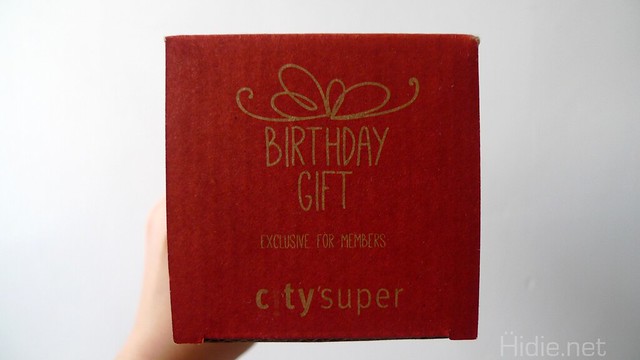 BIRTHDAY
GIFT
EXCLUSIVE FOR MEMBERS
city'super
Hidie.net